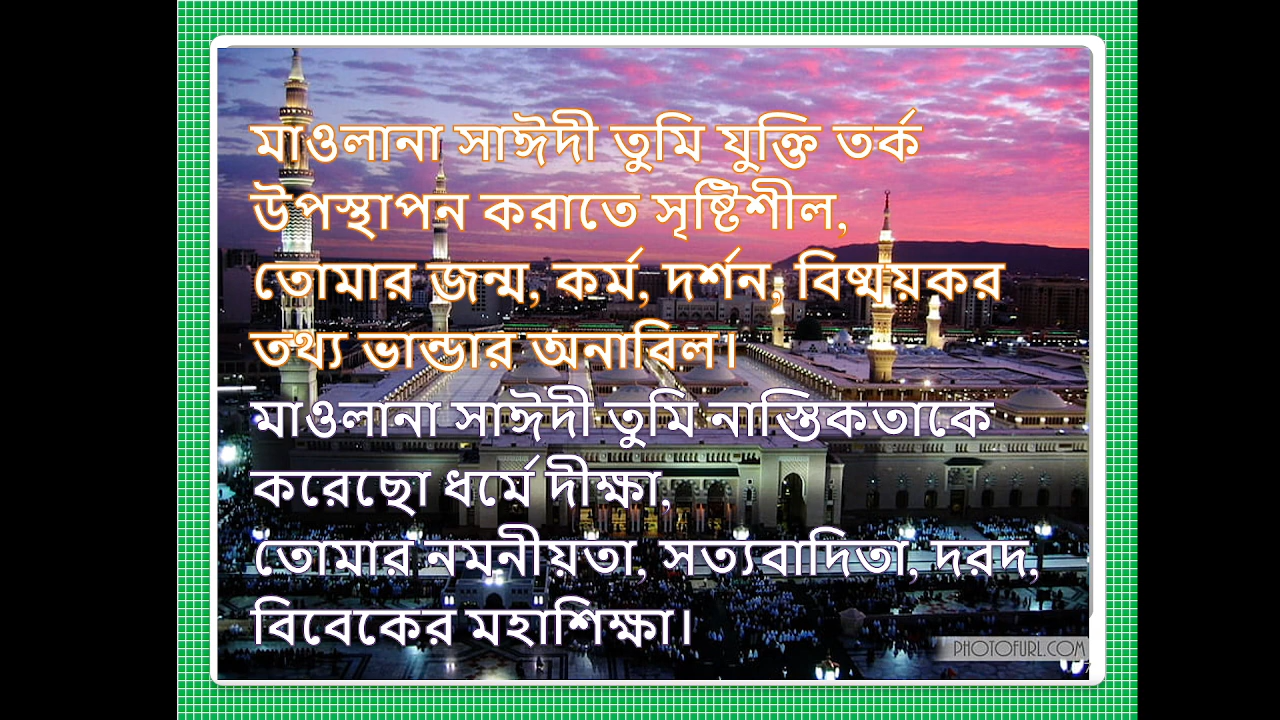 মাওলানা সাঈদী তুমি যুক্তি তর্ক
উপস্থাপন করাতে সৃষ্টিশীল,
তোমার জন্ম, কর্ম, দর্শন, বিষ্ময়কর
তথ্য ভান্ডার অনাবিল।
মাওলানা সাঈদী তুমি নাস্তিকতাকে
করেছো ধর্মে দীক্ষা,
তোমার নমনীয়তা, সত্যবাদিতা, দরদ,
বিবেকের মহাশিক্ষা।
PHOTOFURL.COM